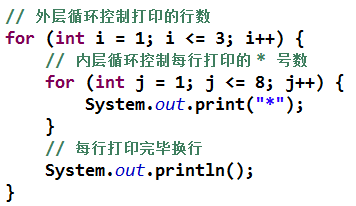 // 外层循环控制打印的行数
for (int i = 1; i <= 3; i++) {
    // 内层循环控制每行打印的 * 号数
    for (int j = 1; j <= 8; j++) {
        System.out.print("*");
    }
    // 每行打印完毕换行
    System.out.println();
}